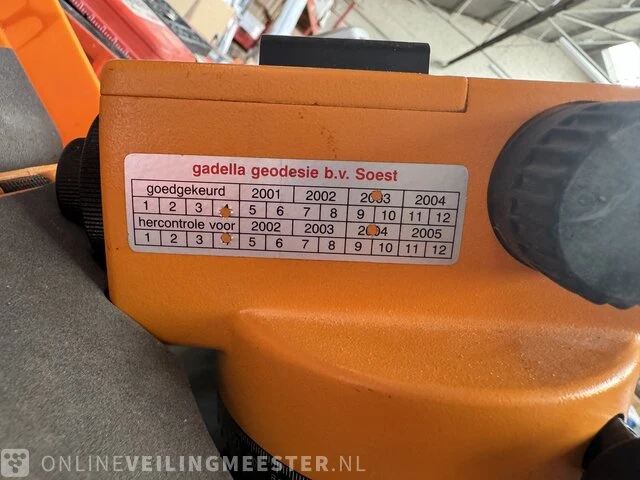 gadella geodesie b.v. Soest
goedgekeurd 2001 2002 2003 2004
1 2 3 4 5 6 7 8 9 10 11 12
hercontrole voor 2002 2003 2004 2005
1 2 3 4 5 6 7 8 9 10 11 12
ONLINEVEILINGMEESTER.NL